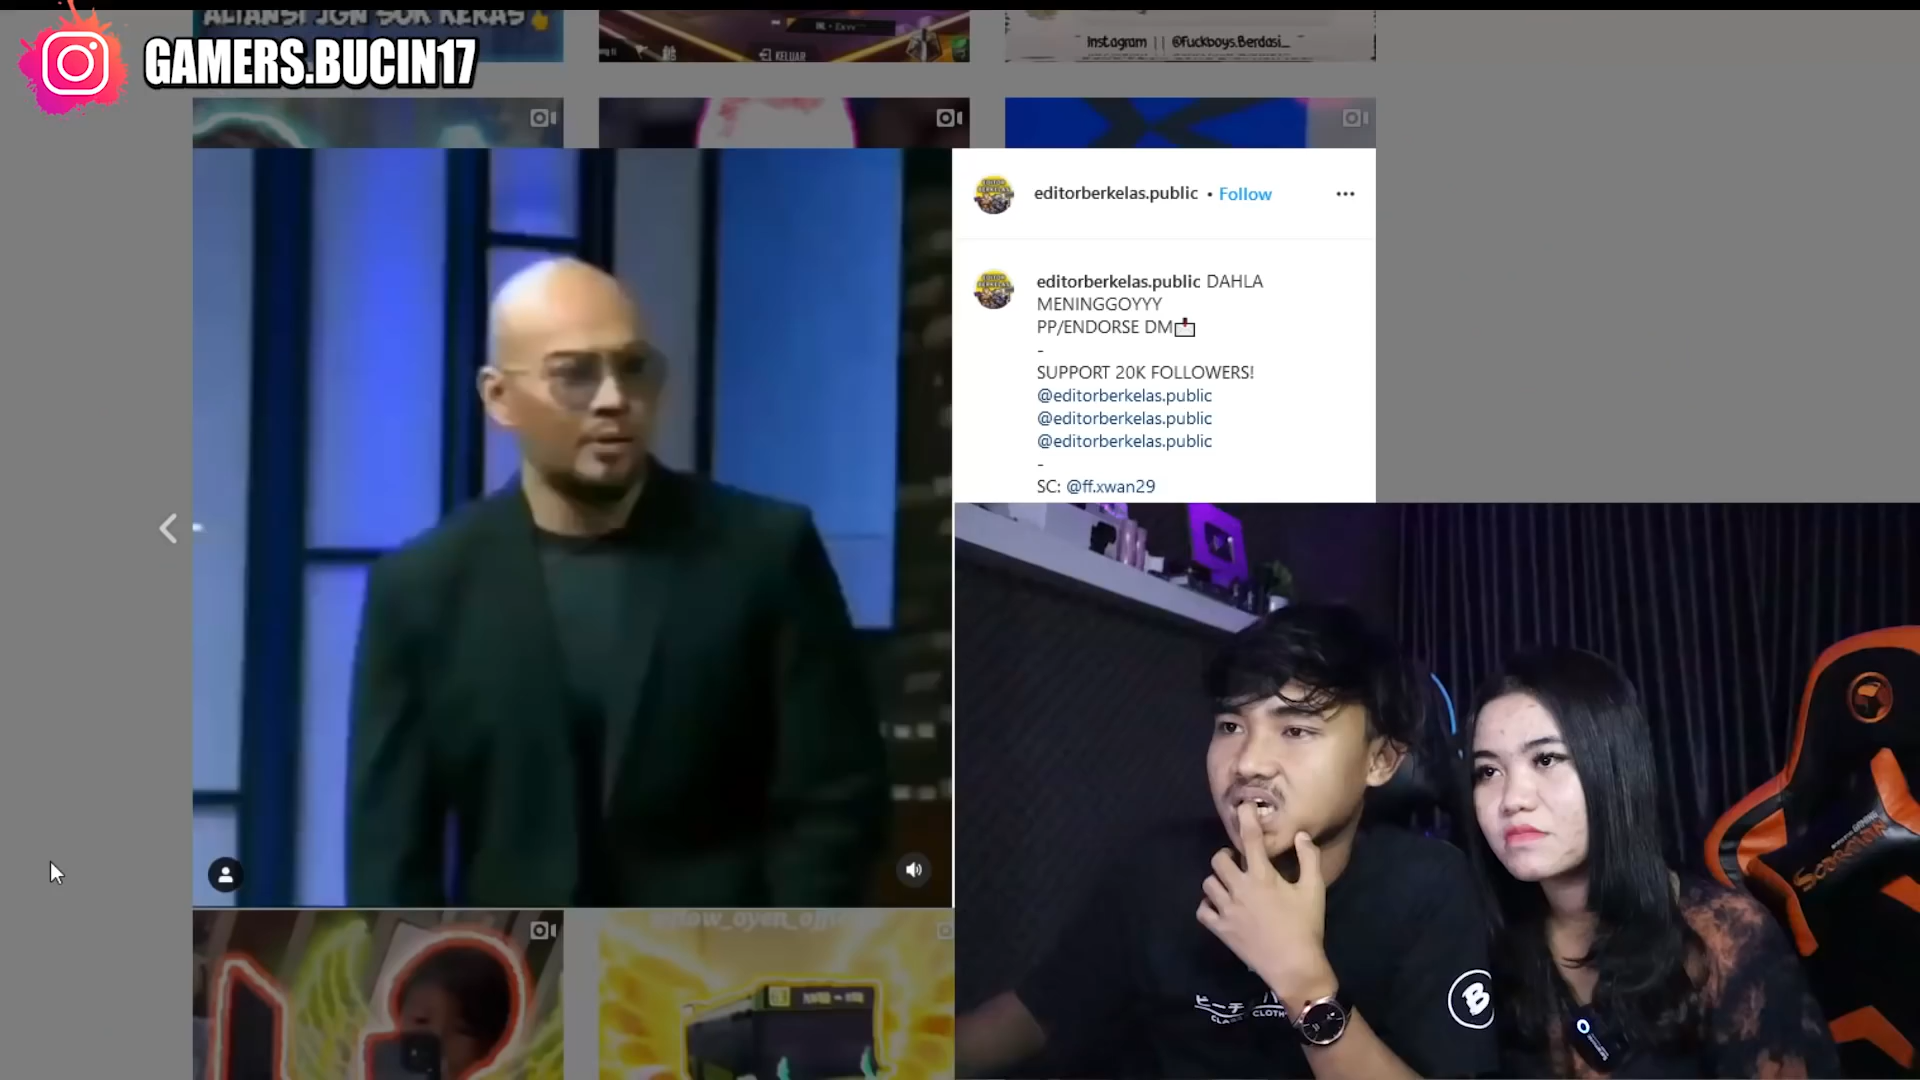 ALIANSI JGN SOK KERAS
KELUAR
Instagram || @Fuckboys.Berdasi_
GAMERS.BUCIN17
editorberkelas.public • Follow
editorberkelas.public DAHLA
MENINGGOYYY
PP/ENDORSE DM
-
SUPPORT 20K FOLLOWERS!
@editorberkelas.public
@editorberkelas.public
@editorberkelas.public
-
SC: @ff.xwan29
B
SCORPION